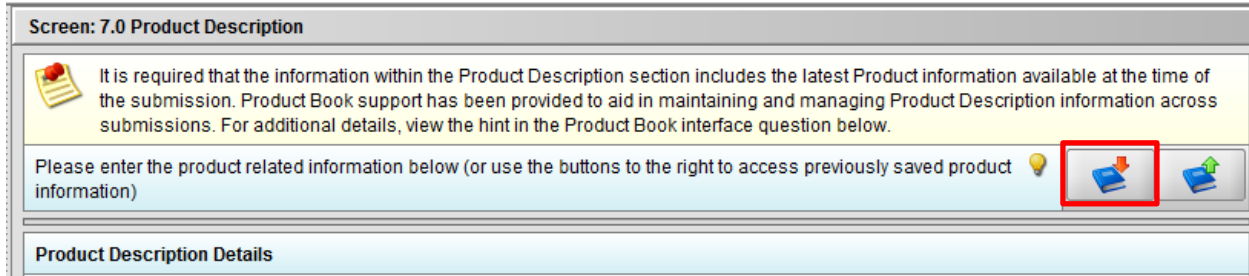 Screen: 7.0 Product Description
It is required that the information within the Product Description section includes the latest Product information available at the time of
the submission. Product Book support has been provided to aid in maintaining and managing Product Description information across
submissions. For additional details, view the hint in the Product Book interface question below.
Please enter the product related information below (or use the buttons to the right to access previously saved product
information)
Product Description Details